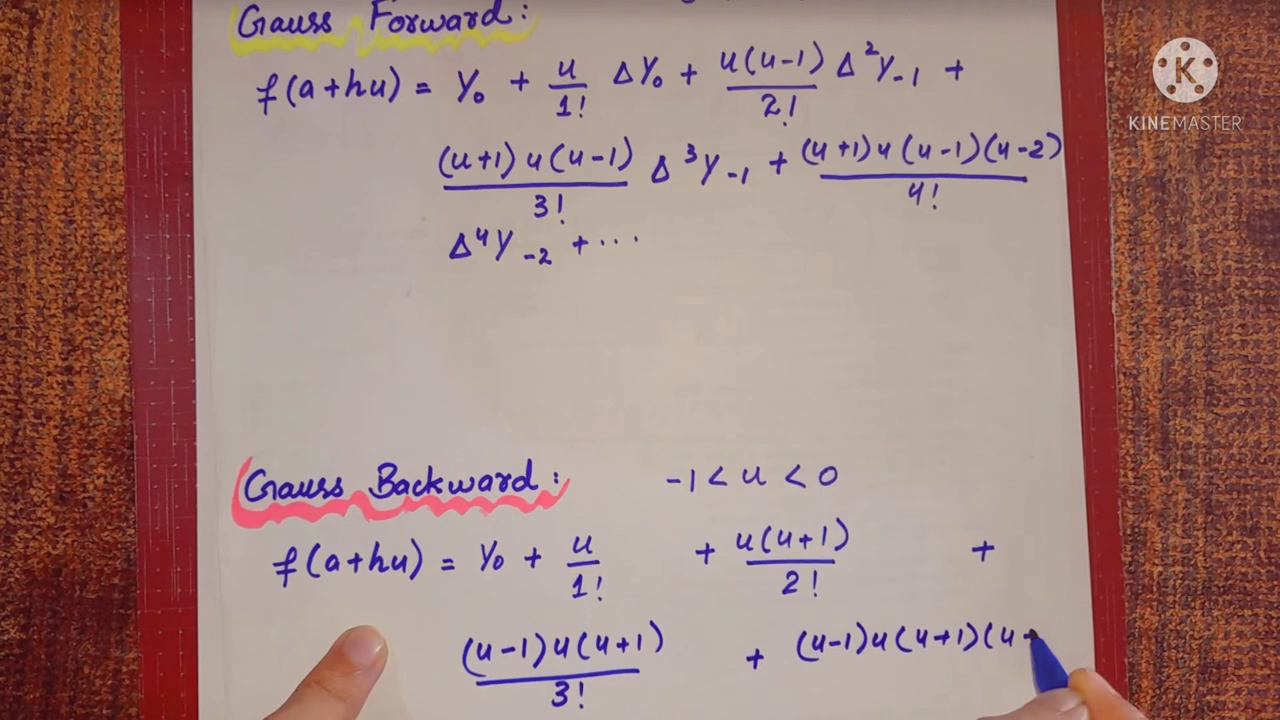 Gauss Forward:
f(a+hu) = Y₀ + u/1! ΔY₀ + u(u-1)/2! Δ²Y₋₁ +
(u+1)u(u-1)/3! Δ³Y₋₁ + (u+1)u(u-1)(u-2)/4!
Δ⁴Y₋₂ + ...
Gauss Backward: -1 < u < 0
f(a+hu) = Y₀ + u/1! + u(u+1)/2! +
(u-1)u(u+1)/3! + (u-1)u(u+1)(u
K
KINEMASTER